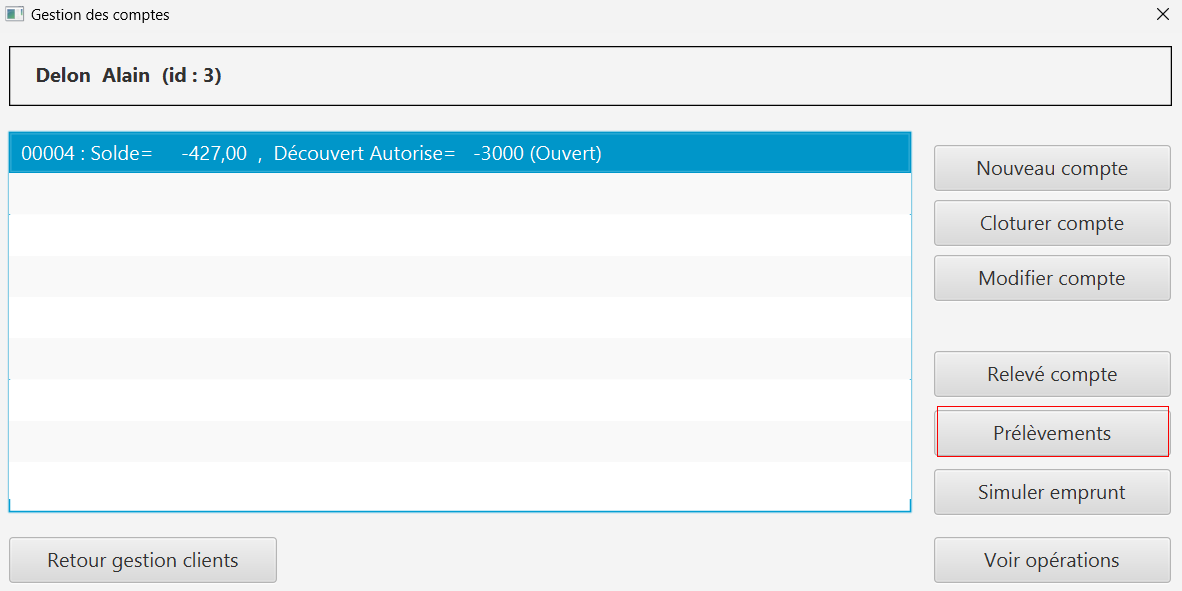 Gestion des comptes
Delon Alain (id : 3)
00004 : Solde= -427,00 , Découvert Autorise= -3000 (Ouvert)
Nouveau compte
Cloturer compte
Modifier compte
Relevé compte
Prélèvements
Simuler emprunt
Retour gestion clients
Voir opérations